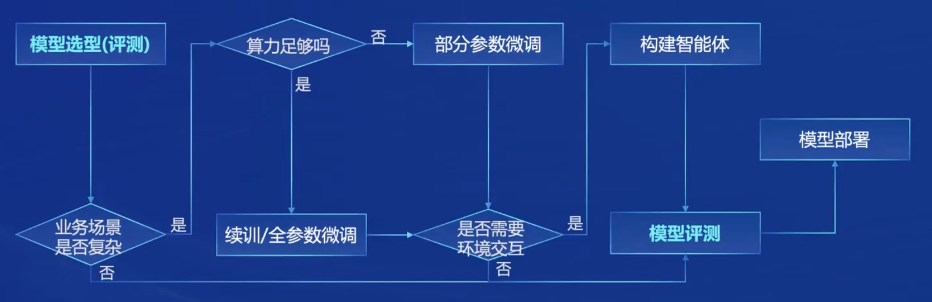 模型选型(评测)
算力足够吗
否
部分参数微调
构建智能体
是
模型部署
业务场景
是否复杂
是
续训/全参数微调
是否需要
环境交互
是
模型评测
否
否